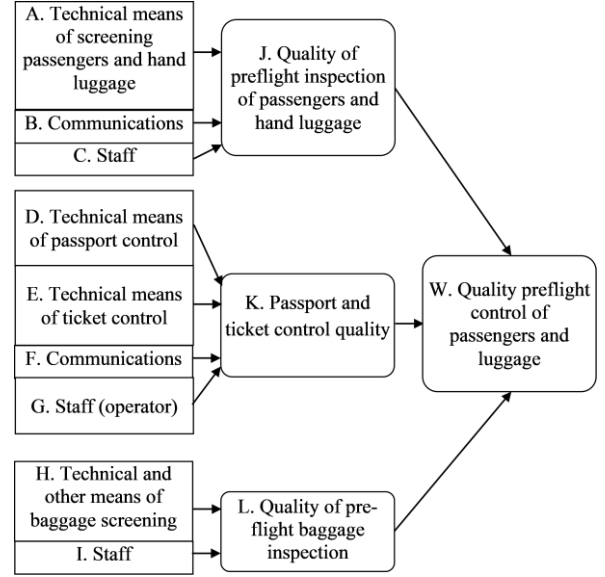 A. Technical means
of screening
passengers and hand
luggage
B. Communications
C. Staff
J. Quality of
preflight inspection
of passengers and
hand luggage
D. Technical means
of passport control
E. Technical means
of ticket control
F. Communications
G. Staff (operator)
K. Passport and
ticket control quality
W. Quality preflight
control of
passengers and
luggage
H. Technical and
other means of
baggage screening
I. Staff
L. Quality of pre-
flight baggage
inspection